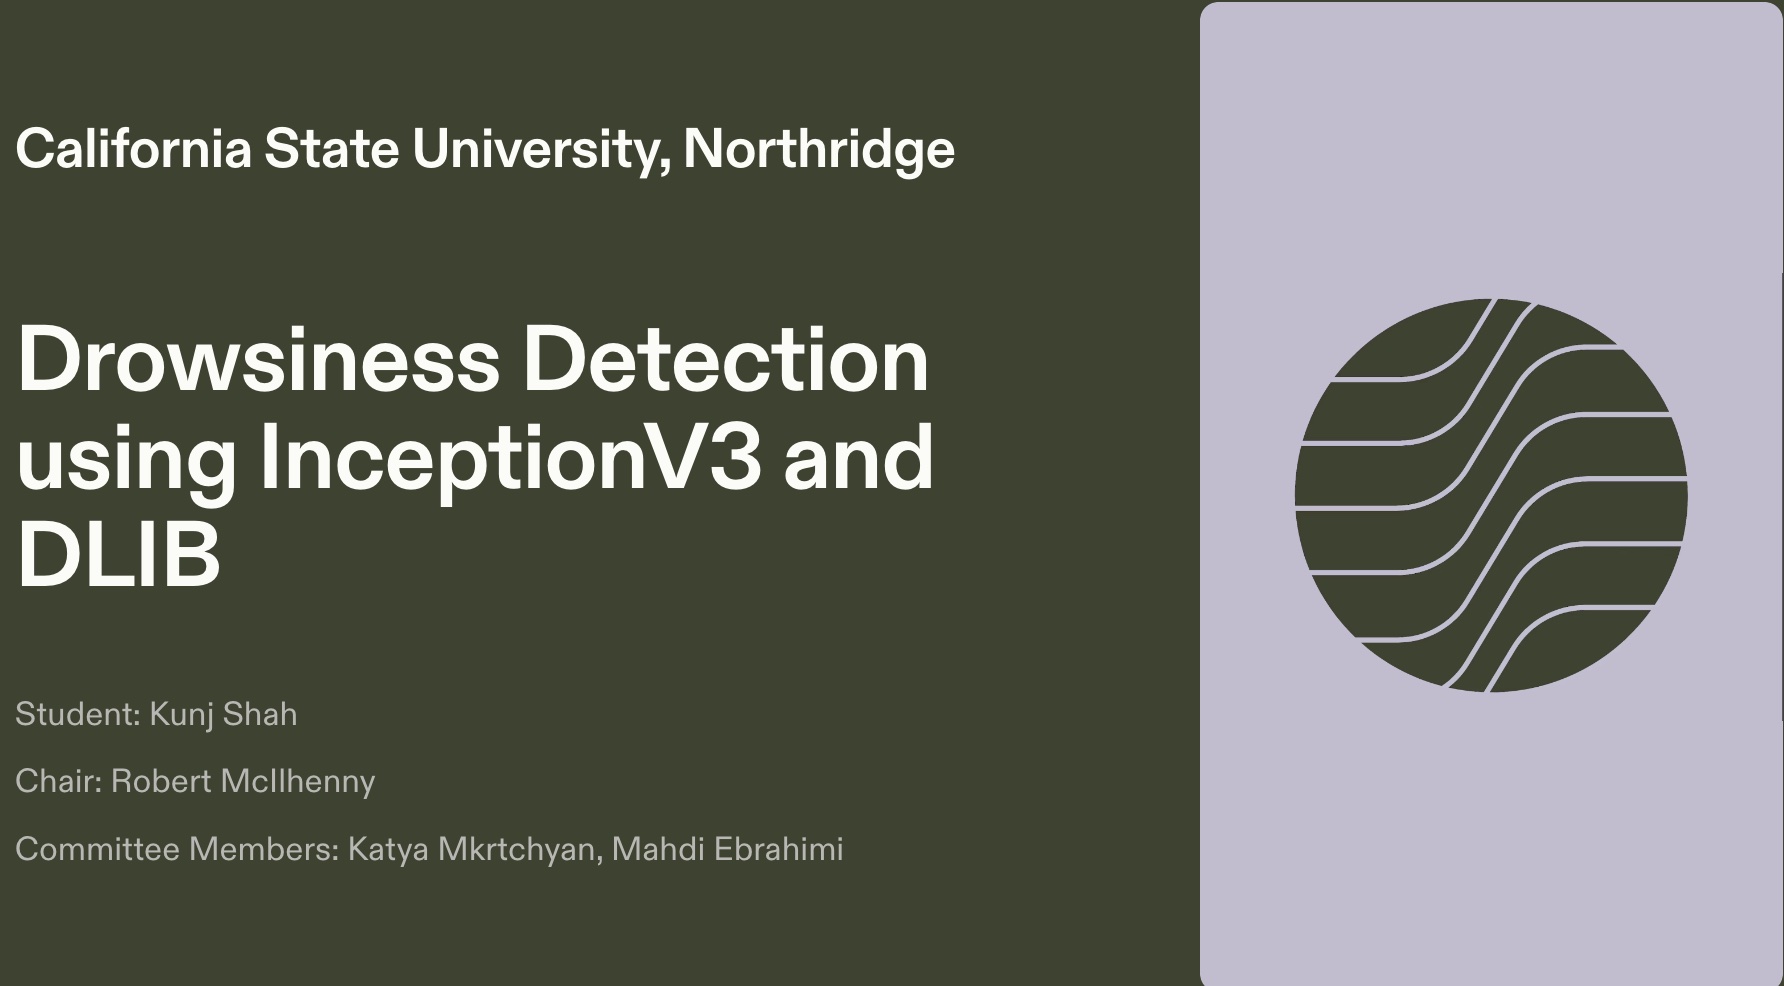 California State University, Northridge
Drowsiness Detection
using InceptionV3 and
DLIB
Student: Kunj Shah
Chair: Robert McIlhenny
Committee Members: Katya Mkrtchyan, Mahdi Ebrahimi